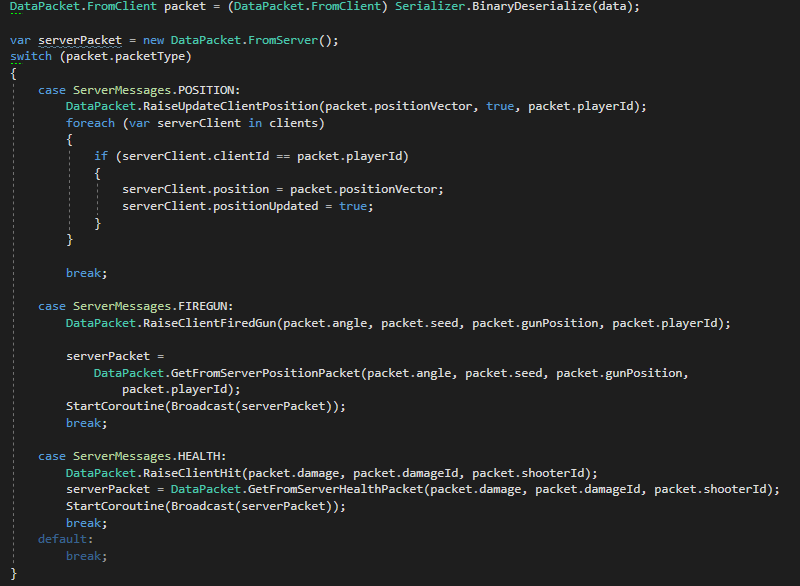 DataPacket.FromClient packet = (DataPacket.FromClient) Serializer.BinaryDeserialize(data);
var serverPacket = new DataPacket.FromServer();
switch (packet.packetType)
{
case ServerMessages.POSITION:
DataPacket.RaiseUpdateClientPosition(packet.positionVector, true, packet.playerId);
foreach (var serverClient in clients)
{
if (serverClient.clientId == packet.playerId)
{
serverClient.position = packet.positionVector;
serverClient.positionUpdated = true;
}
}
break;
case ServerMessages.FIREGUN:
DataPacket.RaiseClientFiredGun(packet.angle, packet.seed, packet.gunPosition, packet.playerId);
serverPacket =
DataPacket.GetFromServerPositionPacket(packet.angle, packet.seed, packet.gunPosition,
packet.playerId);
StartCoroutine(Broadcast(serverPacket));
break;
case ServerMessages.HEALTH:
DataPacket.RaiseClientHit(packet.damage, packet.damageId, packet.shooterId);
serverPacket = DataPacket.GetFromServerHealthPacket(packet.damage, packet.damageId, packet.shooterId);
StartCoroutine(Broadcast(serverPacket));
break;
default:
break;
}